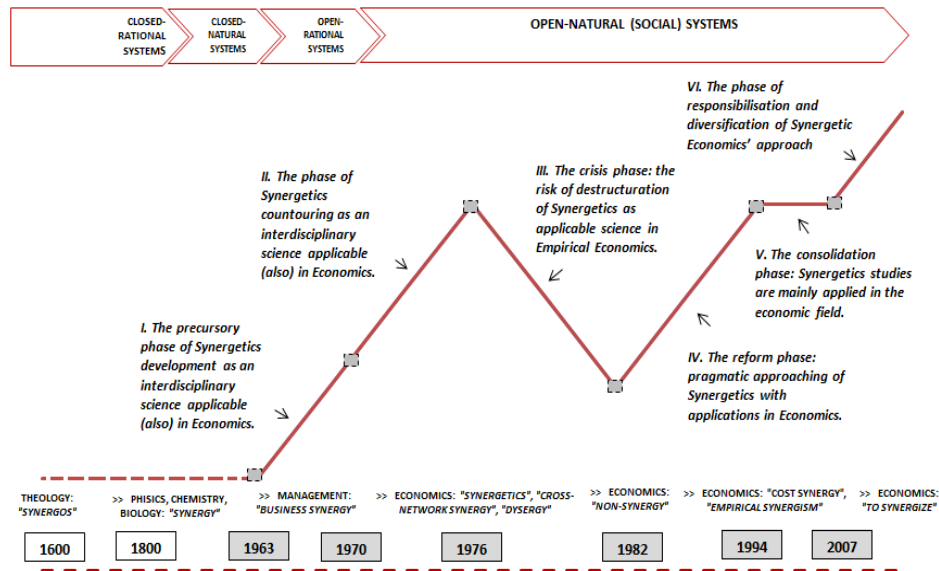 CLOSED-
RATIONAL
SYSTEMS
CLOSED-
NATURAL
SYSTEMS
OPEN-
RATIONAL
SYSTEMS
OPEN-NATURAL (SOCIAL) SYSTEMS
VI. The phase of
responsibilisation and
diversification of Synergetic
Economics' approach
II. The phase of
Synergetics
countouring as an
interdisciplinary
science applicable
(also) in Economics.
III. The crisis phase: the
risk of destructuration
of Synergetics as
applicable science in
Empirical Economics.
V. The consolidation
phase: Synergetics studies
are mainly applied in the
economic field.
I. The precursory
phase of Synergetics
development as an
interdisciplinary
science applicable
(also) in Economics.
IV. The reform phase:
pragmatic approaching of
Synergetics with
applications in Economics.
THEOLOGY:
"SYNERGOS"
>> PHISICS, CHEMISTRY,
BIOLOGY: "SYNERGY"
>> MANAGEMENT:
"BUSINESS SYNERGY"
>> ECONOMICS: "SYNERGETICS", "CROSS-
NETWORK SYNERGY", "DYSERGY"
>> ECONOMICS:
"NON-SYNERGY"
>> ECONOMICS: "COST SYNERGY",
"EMPIRICAL SYNERGISM"
>> ECONOMICS:
"TO SYNERGIZE"
1600
1800
1963
1970
1976
1982
1994
2007